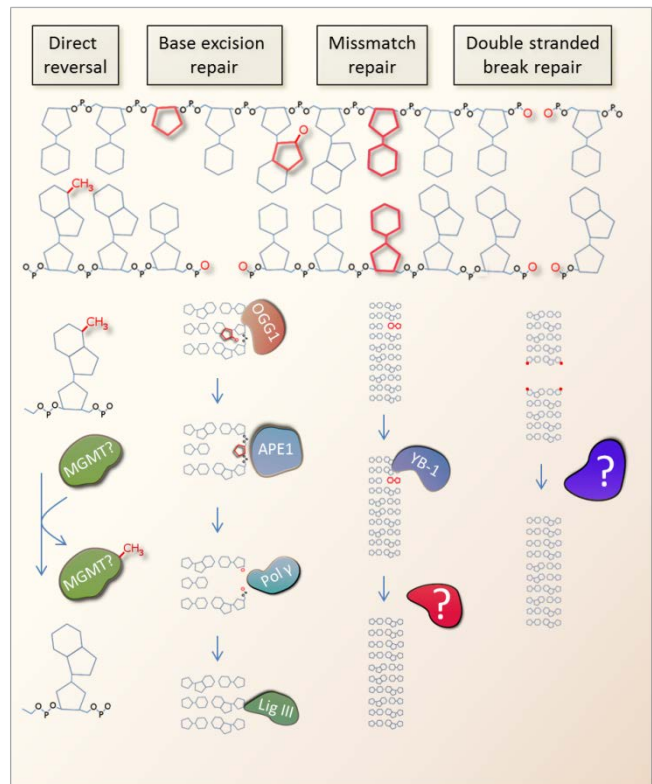 Direct
reversal
Base excision
repair
Missmatch
repair
Double stranded
break repair
CH₃
CH₃
MGMT?
MGMT?
CH₃
OGG1
APE1
Pol γ
Lig III
YB-1
?
?